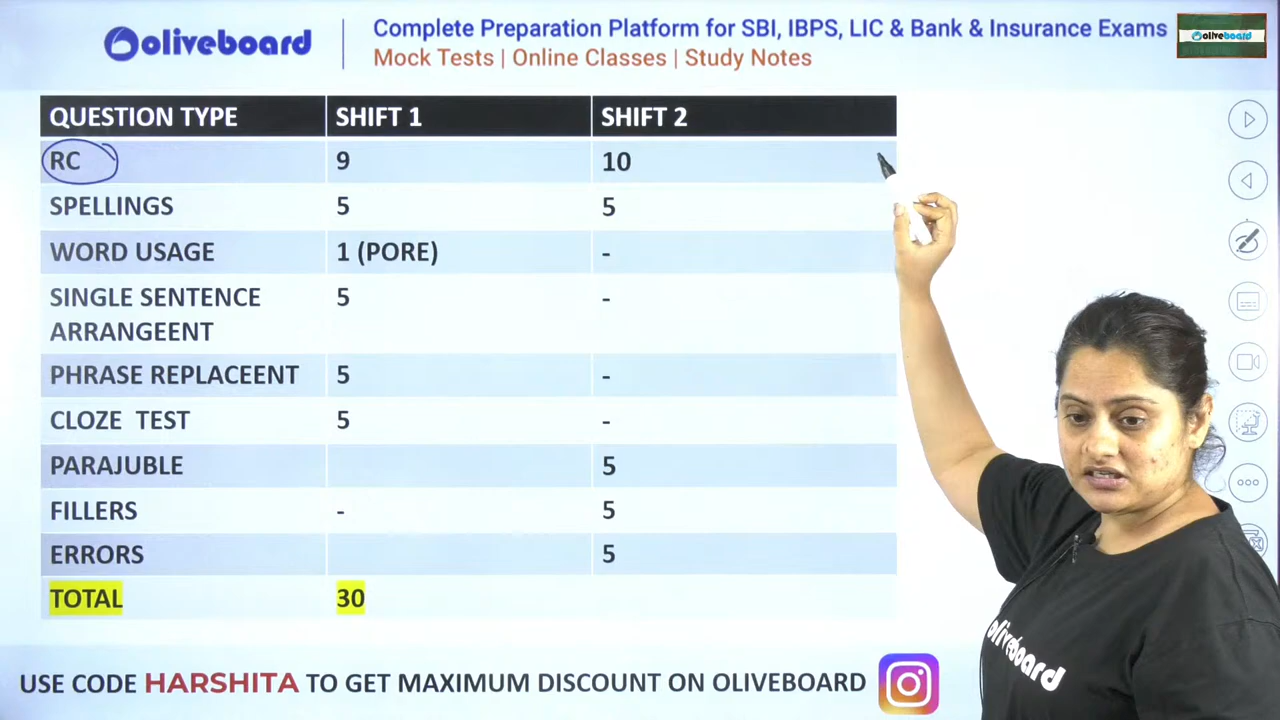 oliveboard
Complete Preparation Platform for SBI, IBPS, LIC & Bank & Insurance Exams
Mock Tests | Online Classes | Study Notes
oliveboard
QUESTION TYPE SHIFT 1 SHIFT 2
RC 9 10
SPELLINGS 5 5
WORD USAGE 1 (PORE) -
SINGLE SENTENCE 5 -
ARRANGEENT
PHRASE REPLACEENT 5 -
CLOZE TEST 5 -
PARAJUBLE 5
FILLERS - 5
ERRORS 5
TOTAL 30
oliveboard
USE CODE HARSHITA TO GET MAXIMUM DISCOUNT ON OLIVEBOARD